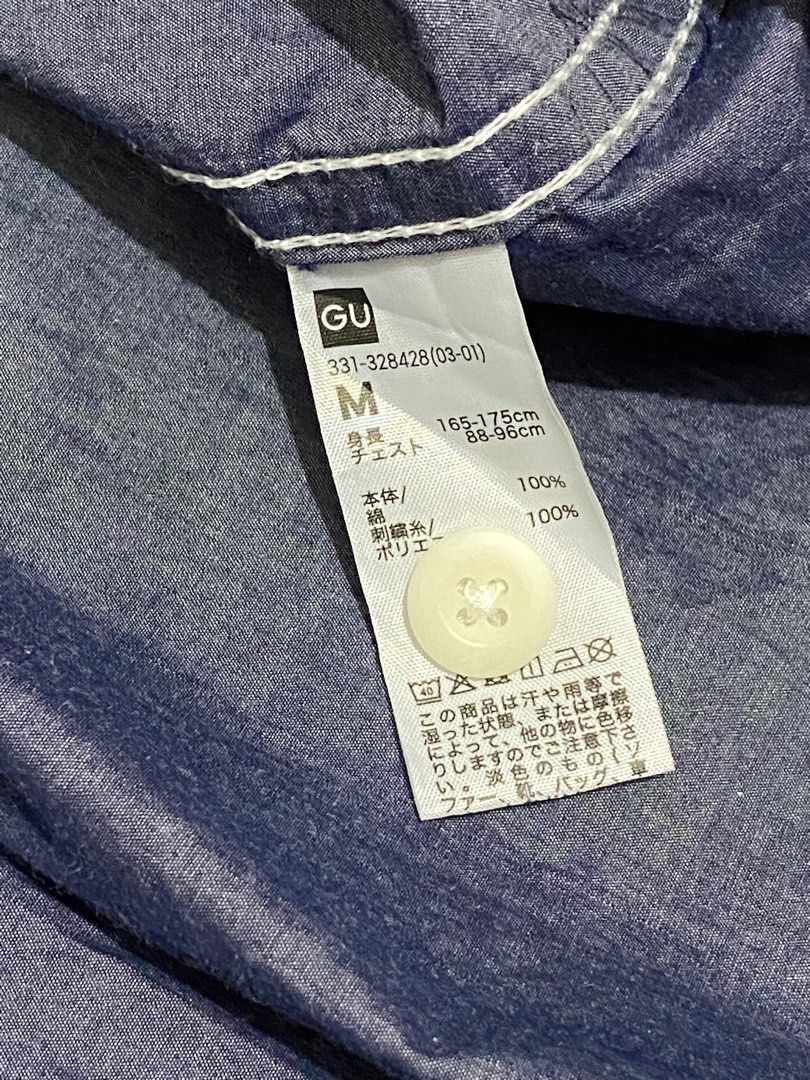 GU
331-328428(03-01)
M
身長 165-175cm
チェスト 88-96cm
本体/
綿 100%
刺繍糸/
ポリエ 100%
40
この商品は汗や雨等で
湿った状態、または摩擦
によって、他の物に色移
りしますのでご注意下さ
い。淡色のもの(ソ
ファー、靴、バッグ、車